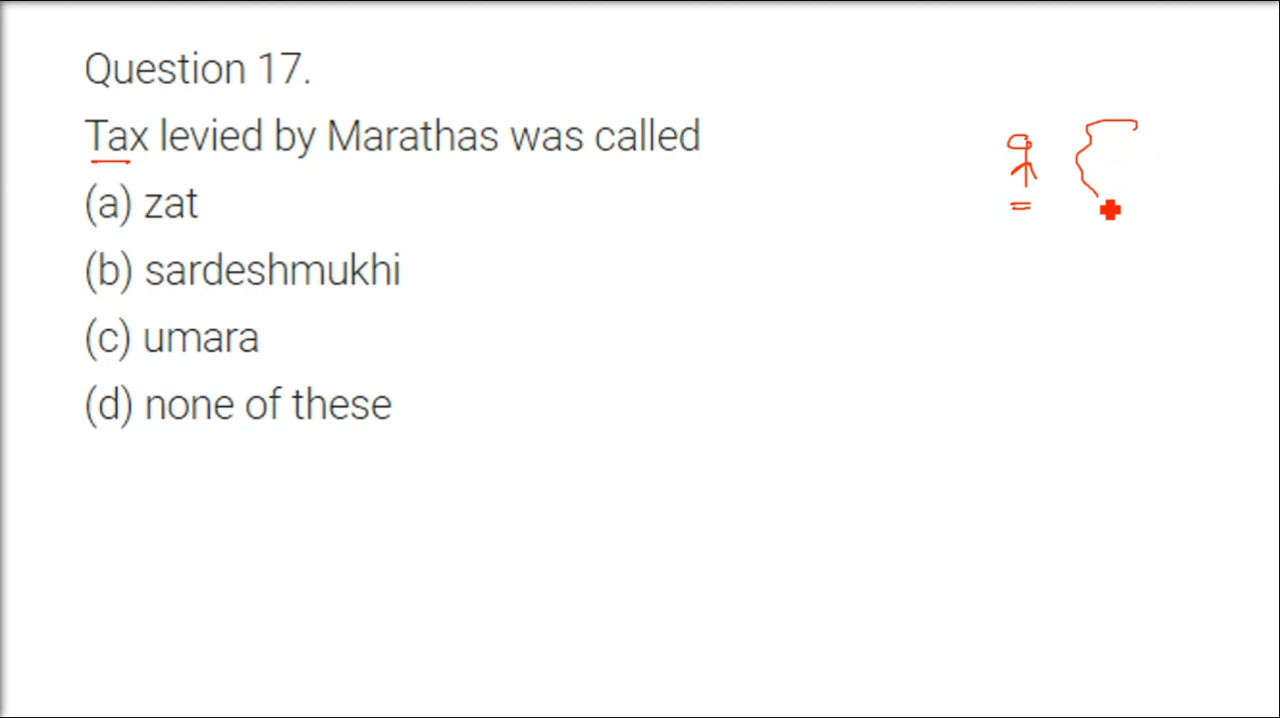 Question 17.
Tax levied by Marathas was called
(a) zat
(b) sardeshmukhi
(c) umara
(d) none of these